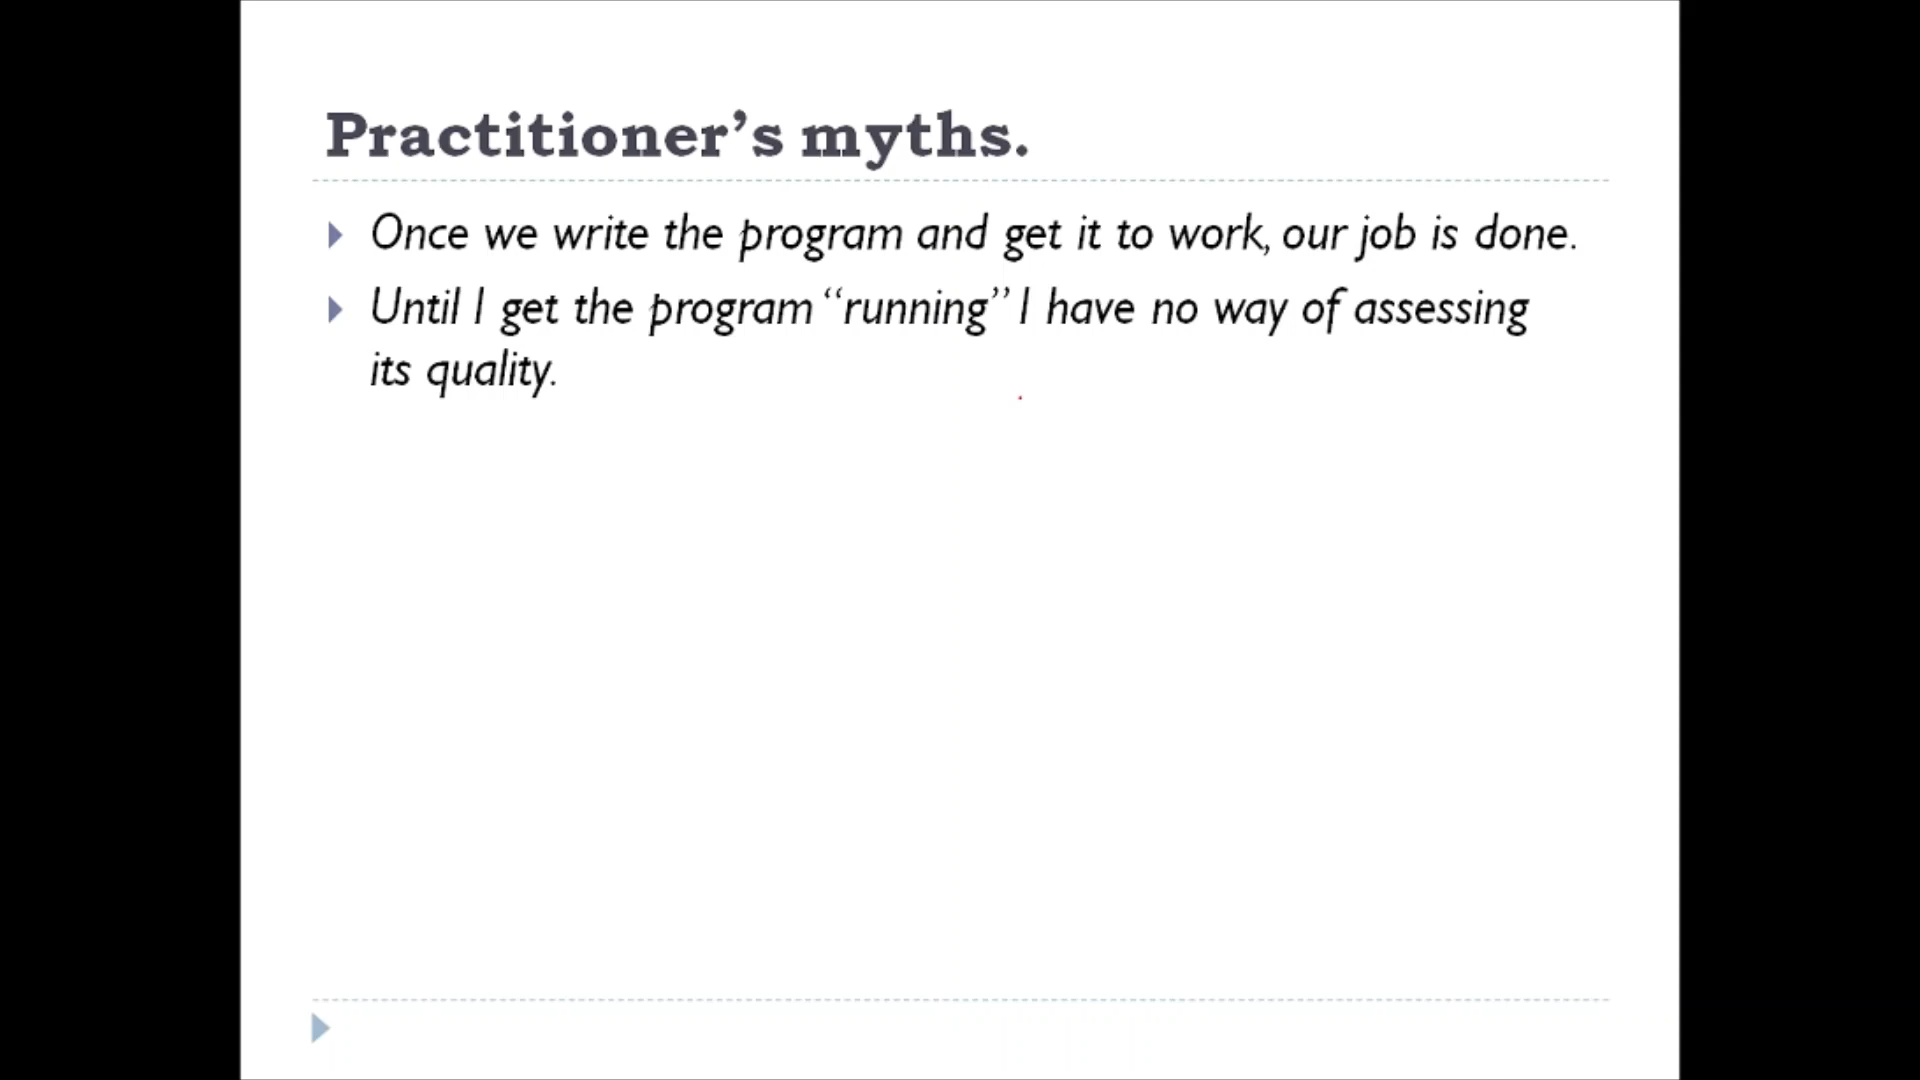 Practitioner’s myths.
Once we write the program and get it to work, our job is done.
Until I get the program “running” I have no way of assessing
its quality.